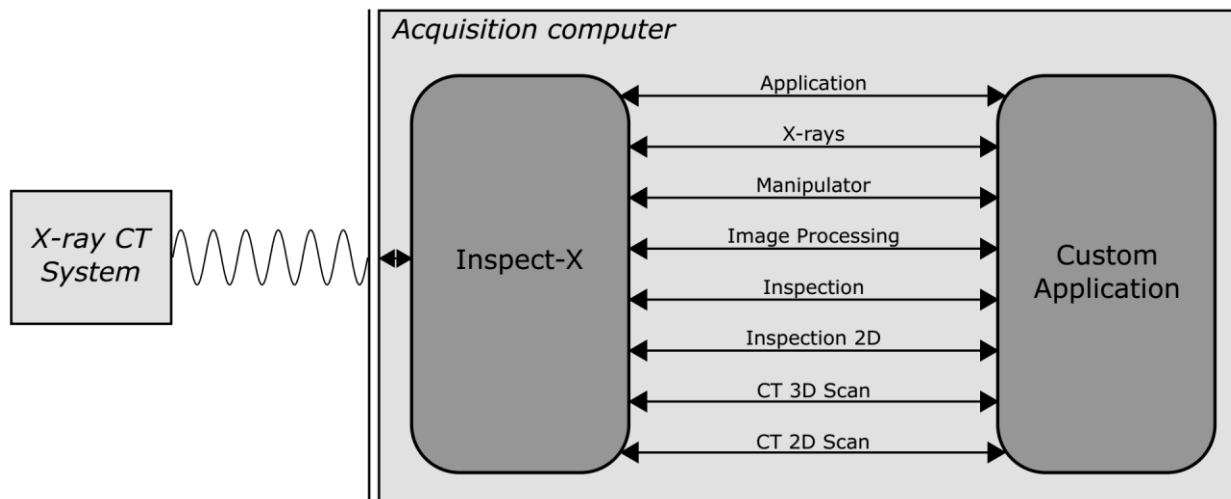 Acquisition computer
X-ray CT
System
Inspect-X
Application
X-rays
Manipulator
Image Processing
Inspection
Inspection 2D
CT 3D Scan
CT 2D Scan
Custom
Application